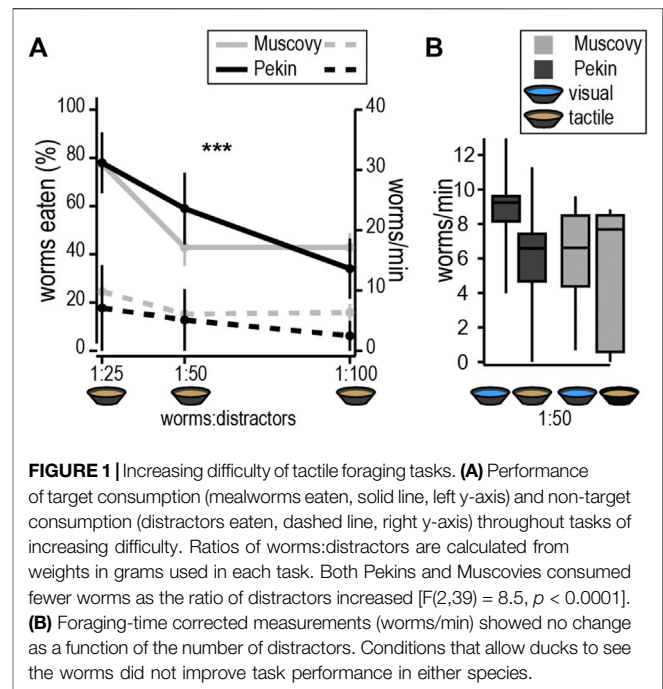 A
Muscovy
Pekin
100
80
60
40
20
0
worms eaten (%)
***
40
30
20
10
0
worms/min
1:25
1:50
1:100
worms:distractors
B
Muscovy
Pekin
visual
tactile
12
10
8
6
4
2
0
worms/min
1:50
FIGURE 1 | Increasing difficulty of tactile foraging tasks. (A) Performance
of target consumption (mealworms eaten, solid line, left y-axis) and non-target
consumption (distractors eaten, dashed line, right y-axis) throughout tasks of
increasing difficulty. Ratios of worms:distractors are calculated from
weights in grams used in each task. Both Pekins and Muscovies consumed
fewer worms as the ratio of distractors increased [F(2,39) = 8.5, p < 0.0001].
(B) Foraging-time corrected measurements (worms/min) showed no change
as a function of the number of distractors. Conditions that allow ducks to see
the worms did not improve task performance in either species.